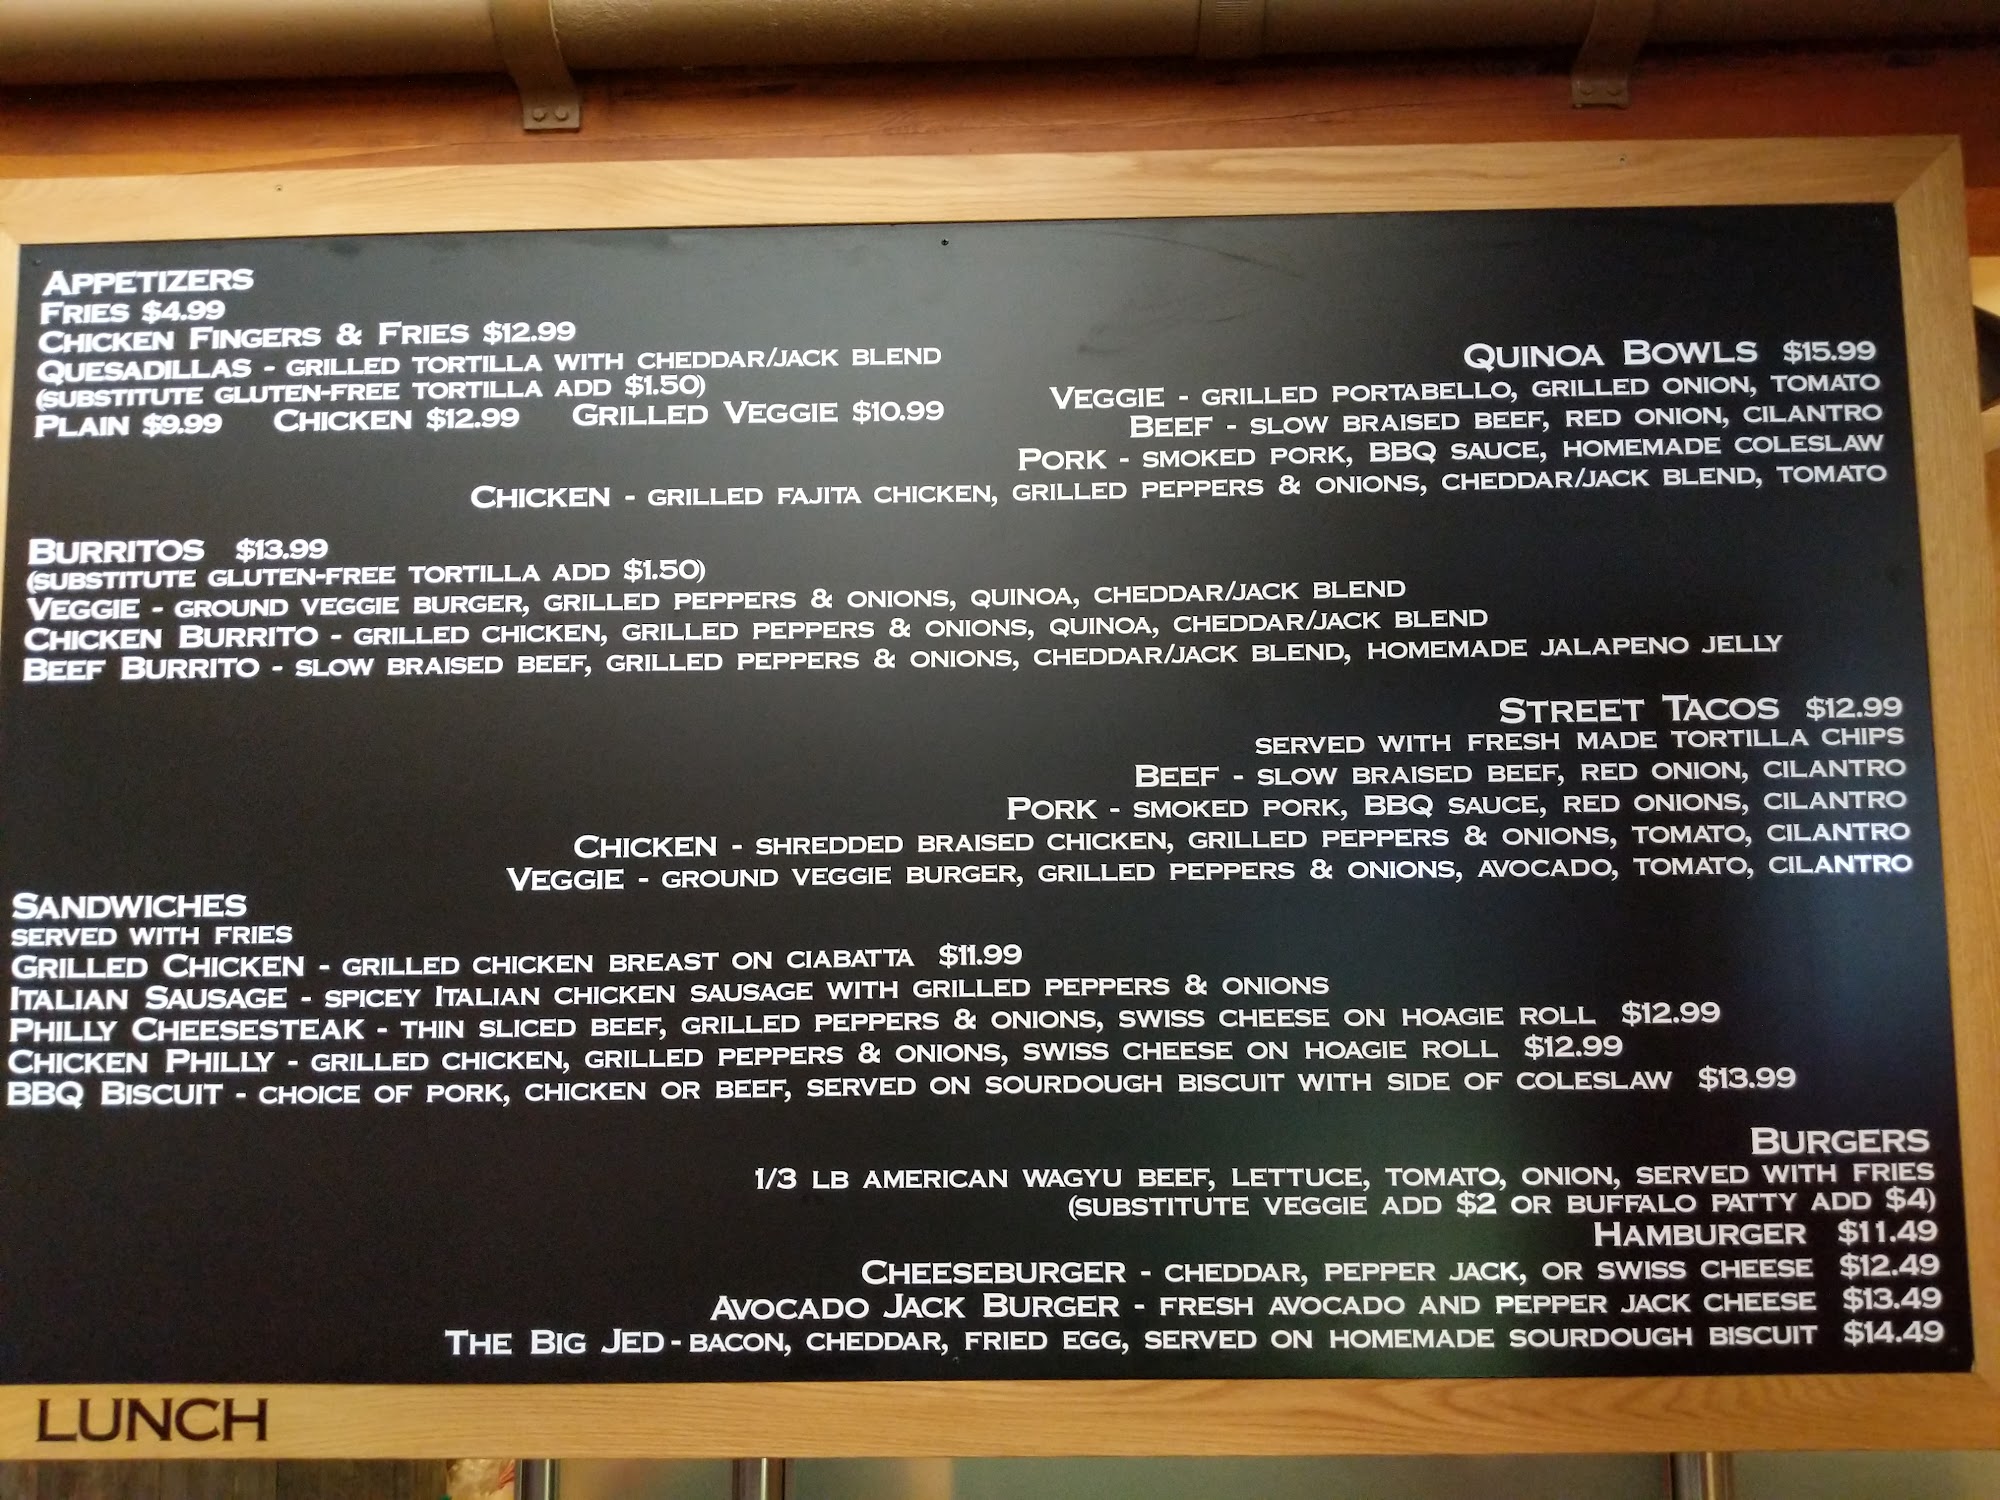 APPETIZERS
FRIES $4.99
CHICKEN FINGERS & FRIES $12.99
QUESADILLAS - GRILLED TORTILLA WITH CHEDDAR/JACK BLEND
(SUBSTITUTE GLUTEN-FREE TORTILLA ADD $1.50)
PLAIN $9.99 CHICKEN $12.99 GRILLED VEGGIE $10.99
QUINOA BOWLS $15.99
VEGGIE - GRILLED PORTABELLO, GRILLED ONION, TOMATO
BEEF - SLOW BRAISED BEEF, RED ONION, CILANTRO
PORK - SMOKED PORK, BBQ SAUCE, HOMEMADE COLESLAW
CHICKEN - GRILLED FAJITA CHICKEN, GRILLED PEPPERS & ONIONS, CHEDDAR/JACK BLEND, TOMATO
BURRITOS $13.99
(SUBSTITUTE GLUTEN-FREE TORTILLA ADD $1.50)
VEGGIE - GROUND VEGGIE BURGER, GRILLED PEPPERS & ONIONS, QUINOA, CHEDDAR/JACK BLEND
CHICKEN BURRITO - GRILLED CHICKEN, GRILLED PEPPERS & ONIONS, QUINOA, CHEDDAR/JACK BLEND
BEEF BURRITO - SLOW BRAISED BEEF, GRILLED PEPPERS & ONIONS, CHEDDAR/JACK BLEND, HOMEMADE JALAPENO JELLY
STREET TACOS $12.99
SERVED WITH FRESH MADE TORTILLA CHIPS
BEEF - SLOW BRAISED BEEF, RED ONION, CILANTRO
PORK - SMOKED PORK, BBQ SAUCE, RED ONIONS, CILANTRO
CHICKEN - SHREDDED BRAISED CHICKEN, GRILLED PEPPERS & ONIONS, TOMATO, CILANTRO
VEGGIE - GROUND VEGGIE BURGER, GRILLED PEPPERS & ONIONS, AVOCADO, TOMATO, CILANTRO
SANDWICHES
SERVED WITH FRIES
GRILLED CHICKEN - GRILLED CHICKEN BREAST ON CIABATTA $11.99
ITALIAN SAUSAGE - SPICEY ITALIAN CHICKEN SAUSAGE WITH GRILLED PEPPERS & ONIONS
PHILLY CHEESESTEAK - THIN SLICED BEEF, GRILLED PEPPERS & ONIONS, SWISS CHEESE ON HOAGIE ROLL $12.99
CHICKEN PHILLY - GRILLED CHICKEN, GRILLED PEPPERS & ONIONS, SWISS CHEESE ON HOAGIE ROLL $12.99
BBQ BISCUIT - CHOICE OF PORK, CHICKEN OR BEEF, SERVED ON SOURDOUGH BISCUIT WITH SIDE OF COLESLAW $13.99
BURGERS
1/3 LB AMERICAN WAGYU BEEF, LETTUCE, TOMATO, ONION, SERVED WITH FRIES
(SUBSTITUTE VEGGIE ADD $2 OR BUFFALO PATTY ADD $4)
HAMBURGER $11.49
CHEESEBURGER - CHEDDAR, PEPPER JACK, OR SWISS CHEESE $12.49
AVOCADO JACK BURGER - FRESH AVOCADO AND PEPPER JACK CHEESE $13.49
THE BIG JED - BACON, CHEDDAR, FRIED EGG, SERVED ON HOMEMADE SOURDOUGH BISCUIT $14.49
LUNCH